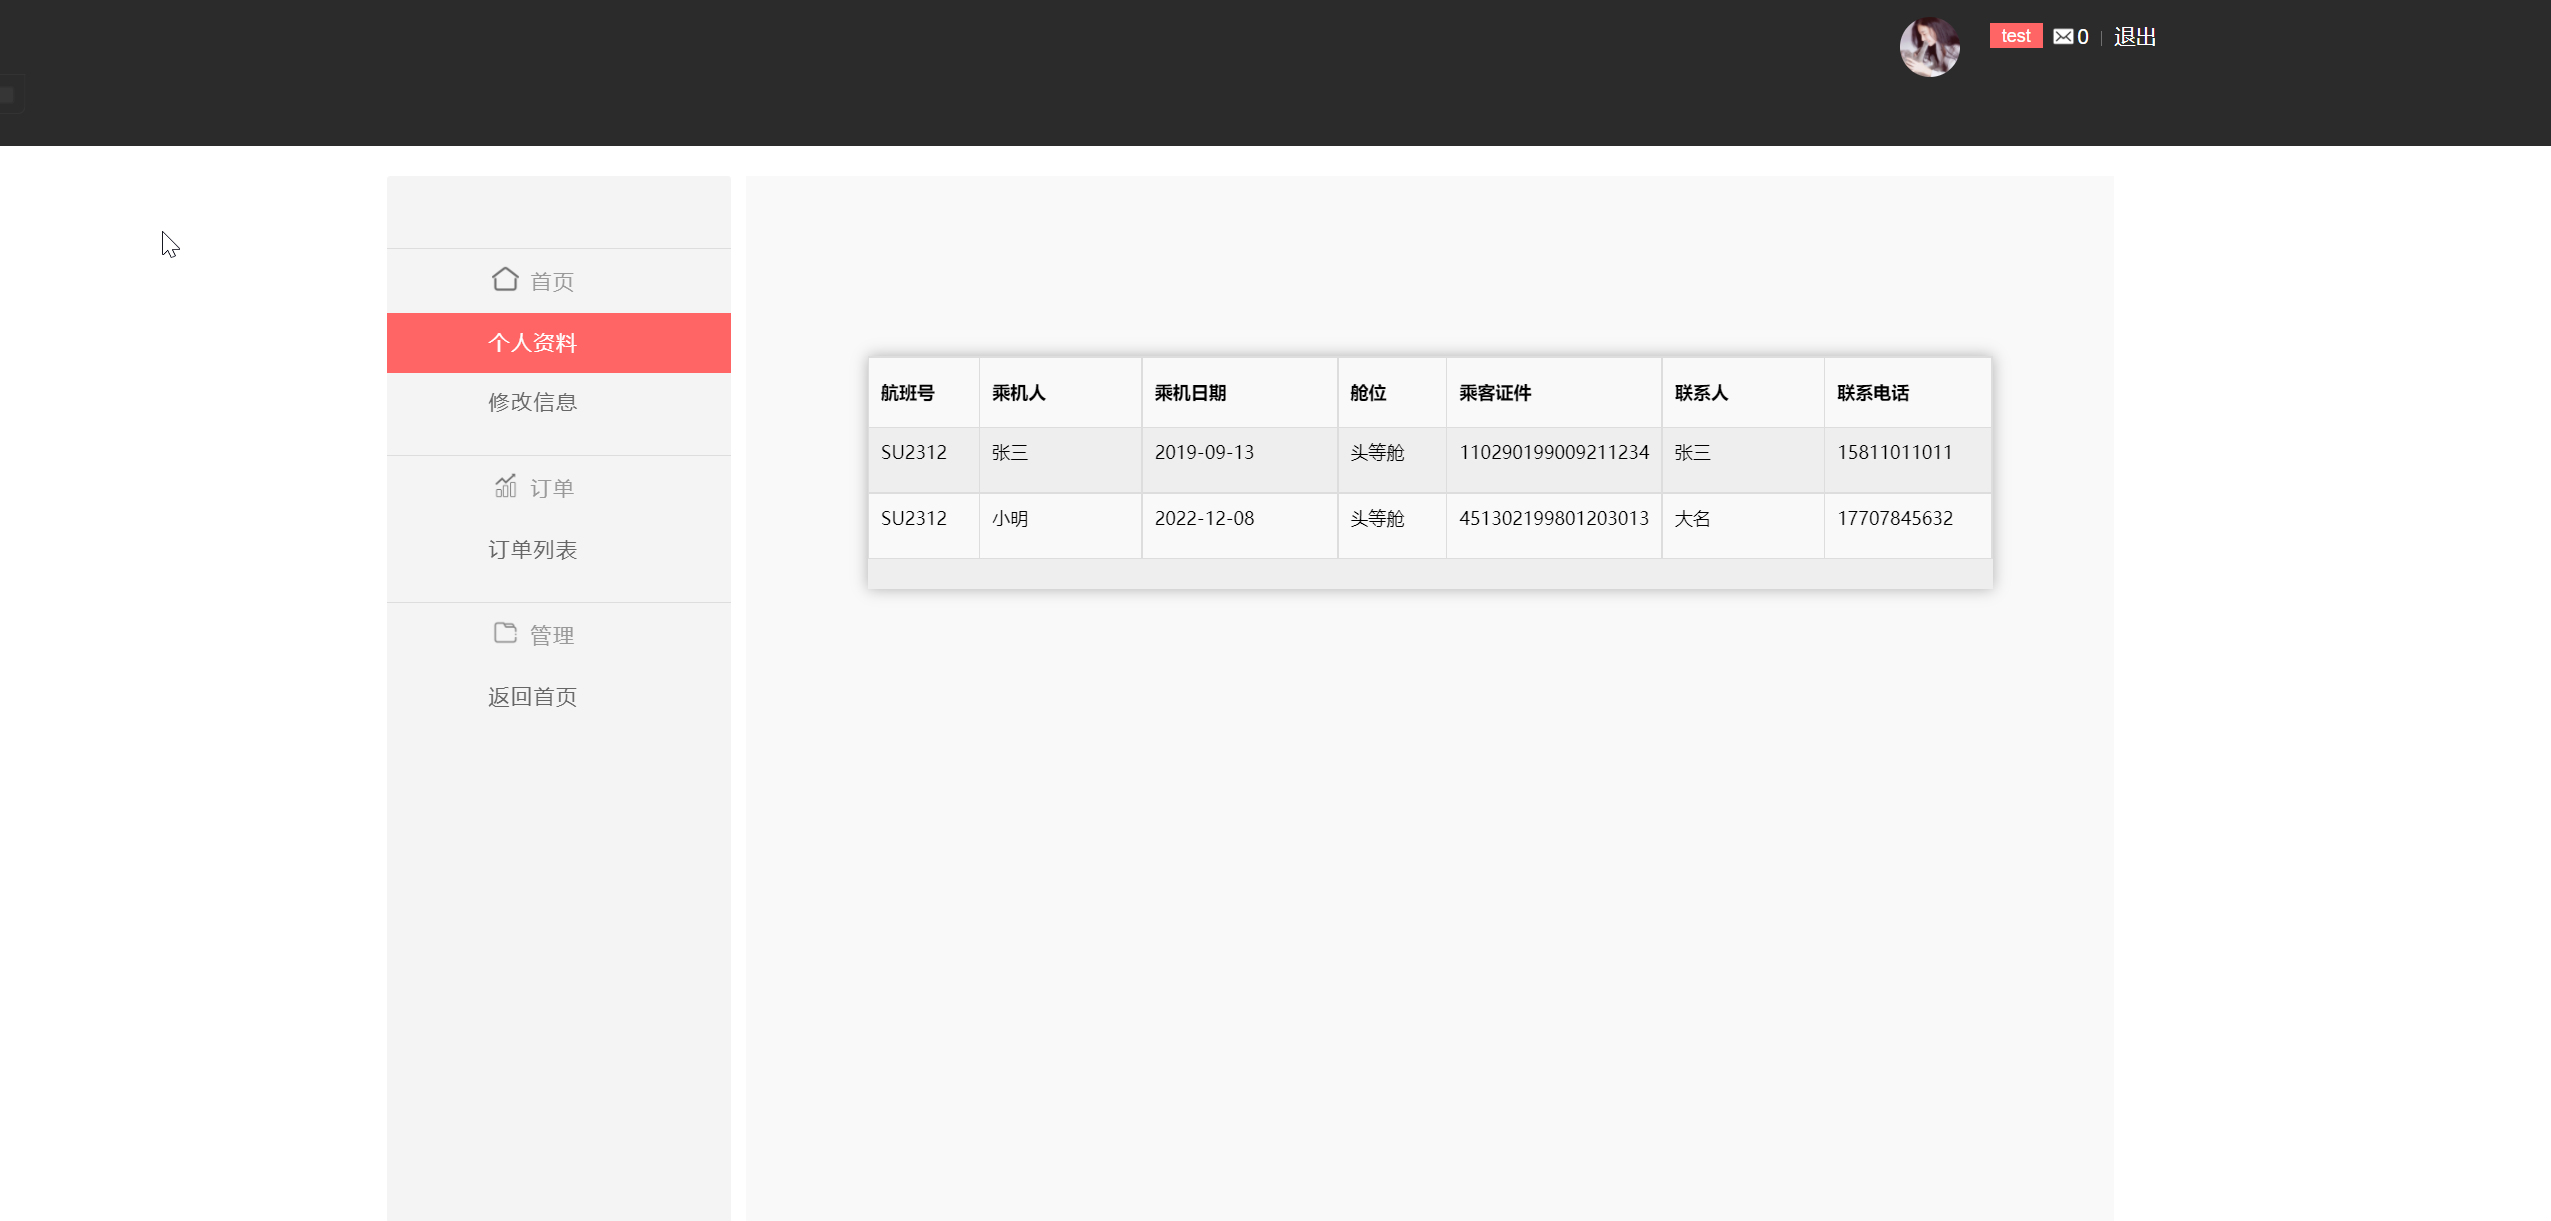 test 0 | 退出
首页
个人资料
修改信息
订单
订单列表
管理
返回首页
航班号 乘机人 乘机日期 舱位 乘客证件 联系人 联系电话
SU2312 张三 2019-09-13 头等舱 110290199009211234 张三 15811011011
SU2312 小明 2022-12-08 头等舱 451302199801203013 大名 17707845632